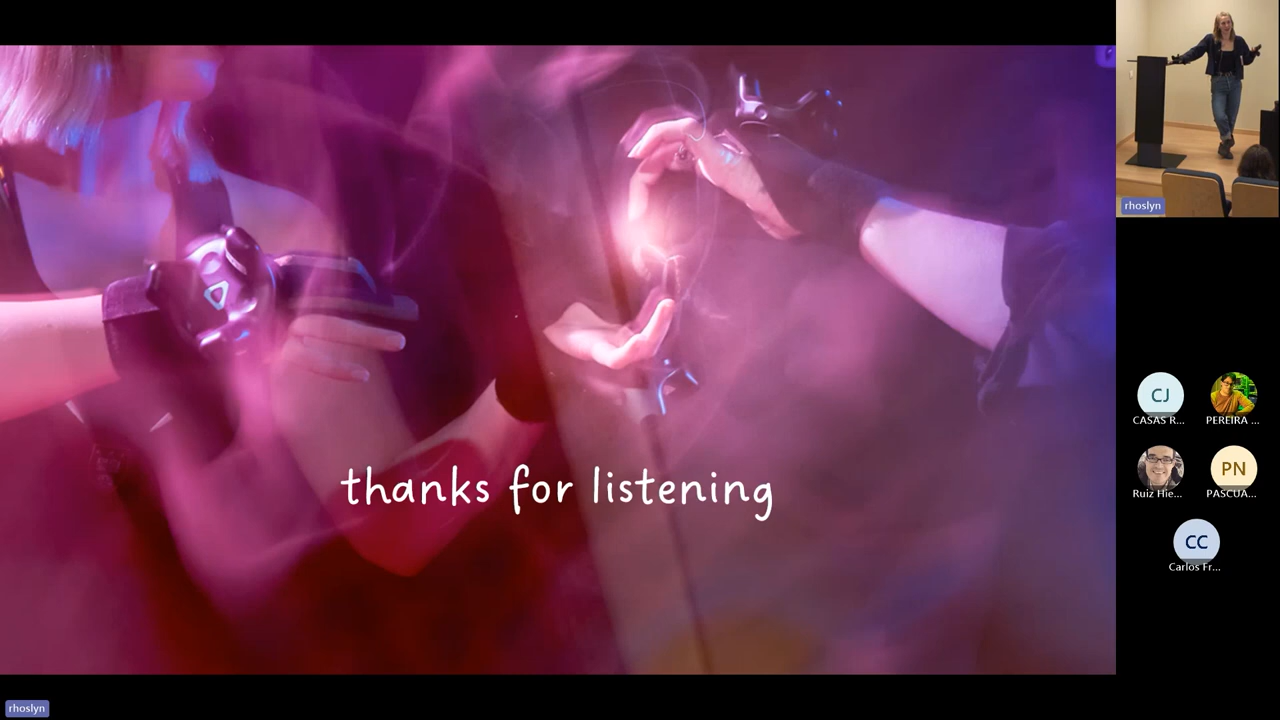 thanks for listening
rhoslyn
CJ
CASAS R...
PEREIRA ...
Ruiz Hie...
PN
PASCUA...
CC
Carlos Fr...
rhoslyn